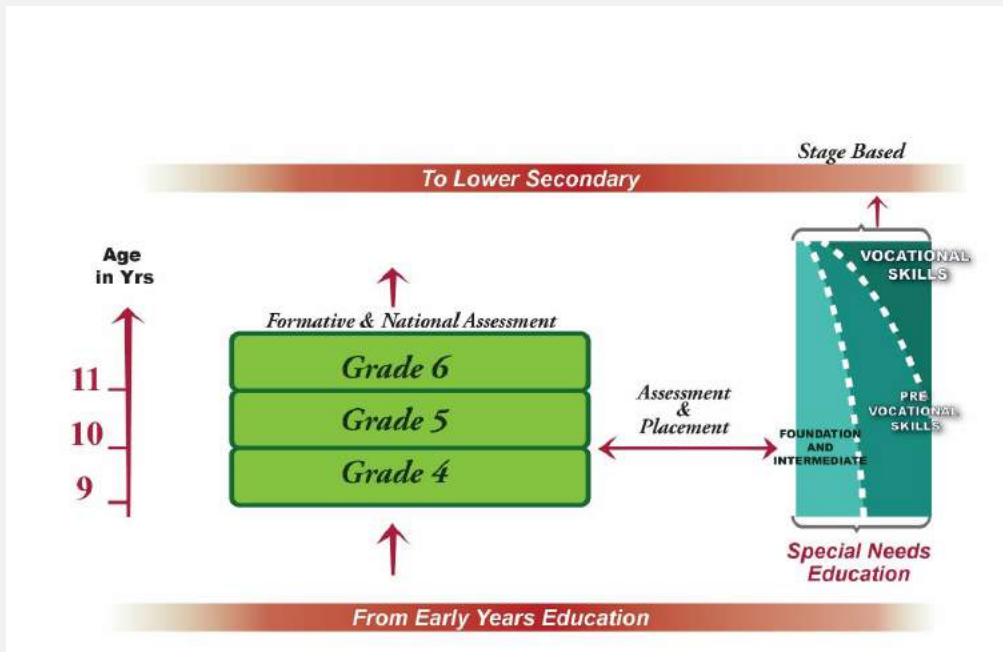 Stage Based
To Lower Secondary
Age
in Yrs
VOCATIONAL
SKILLS
Formative & National Assessment
Grade 6
11
Assessment
&
Placement
PRE
VOCATIONAL
SKILLS
Grade 5
10
FOUNDATION
AND
INTERMEDIATE
Grade 4
9
Special Needs
Education
From Early Years Education